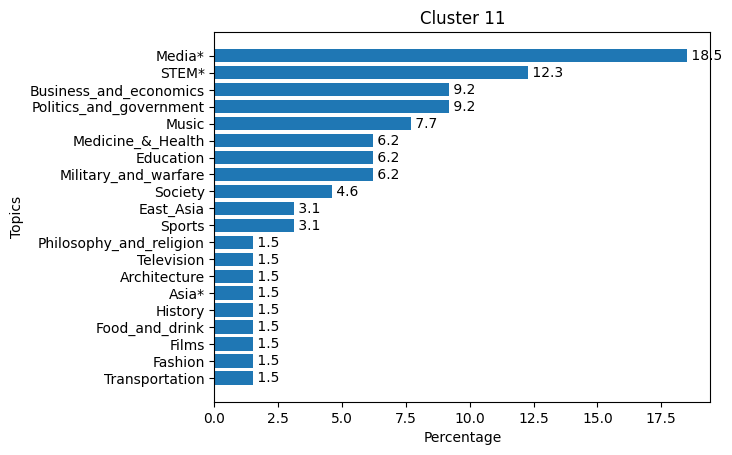 Cluster 11
Media* 18.5
STEM* 12.3
Business_and_economics 9.2
Politics_and_government 9.2
Music 7.7
Medicine_&_Health 6.2
Education 6.2
Military_and_warfare 6.2
Society 4.6
East_Asia 3.1
Sports 3.1
Philosophy_and_religion 1.5
Television 1.5
Architecture 1.5
Asia* 1.5
History 1.5
Food_and_drink 1.5
Films 1.5
Fashion 1.5
Transportation 1.5
Topics
0.0 2.5 5.0 7.5 10.0 12.5 15.0 17.5
Percentage